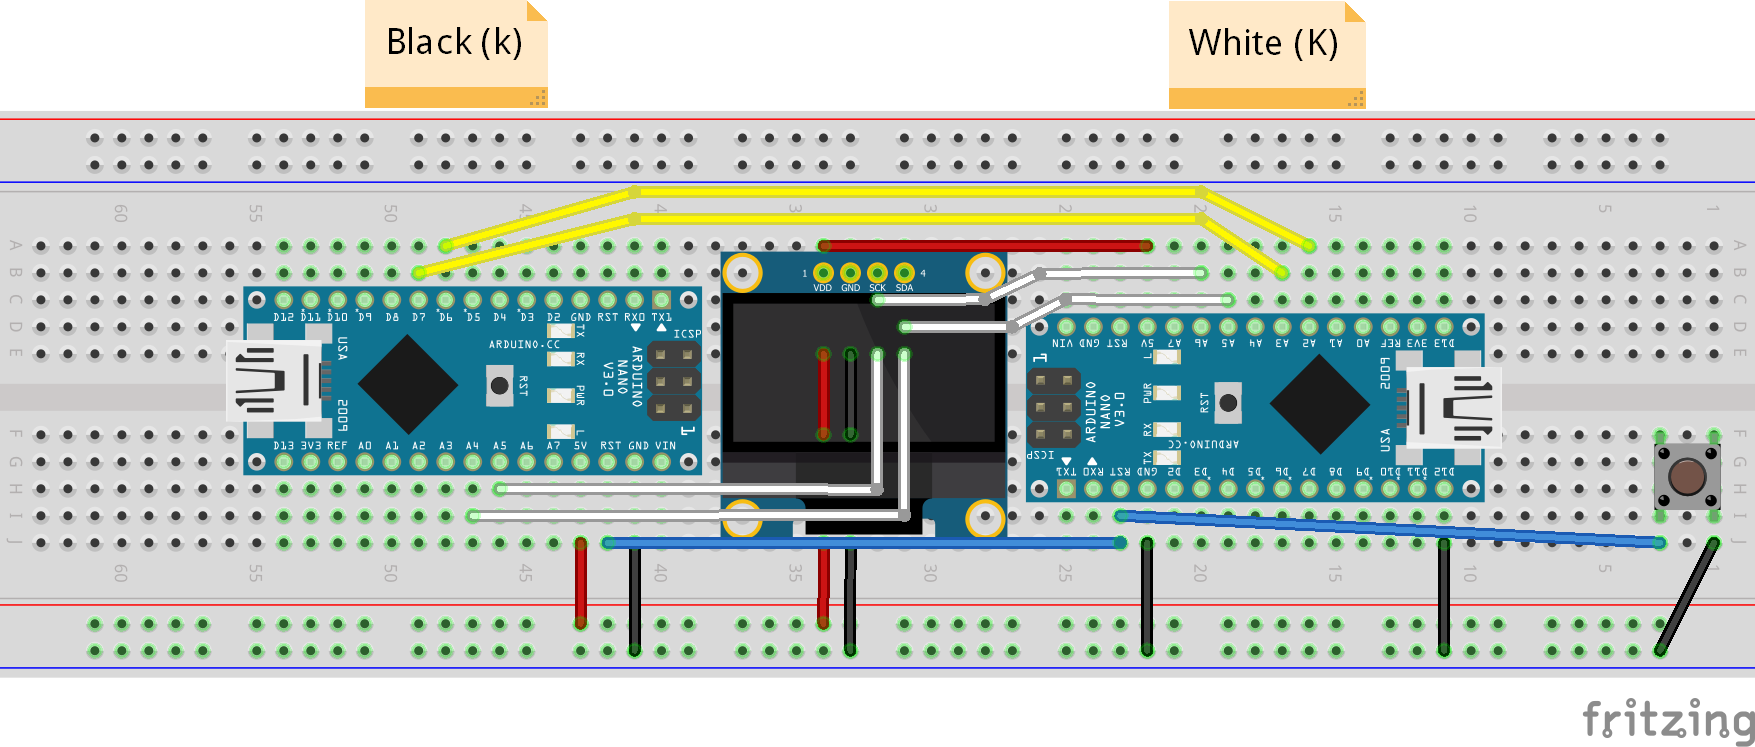 Black (k)
White (K)
60 55 50 45 4 3 30 2 20 15 10 5 1
A A
B B
C C
D D
E E
1 4
VDD GND SCK SDA
D12 D11 D10 D9 D8 D7 D6 D5 D4 D3 D2 GND RST RX0 TX1
ARDUINO.CC
TX
RX
PWR
L
RST
ICSP
1
ARDUINO
NANO
V3.0
USA
2009
D13 3V3 REF A0 A1 A2 A3 A4 A5 A6 A7 5V RST GND VIN
VIN GND RST 5V A7 A6 A5 A4 A3 A2 A1 A0 REF 3V3 D13
1
ICSP
ARDUINO
NANO
V3.0
L
PWR
RX
TX
RST
ARDUINO.CC
2009
USA
TX1 RX0 RST GND D2 D3 D4 D5 D6 D7 D8 D9 D10 D11 D12
F F
G G
H H
I I
J J
60 55 50 45 40 35 30 25 20 15 10 5 1
fritzing